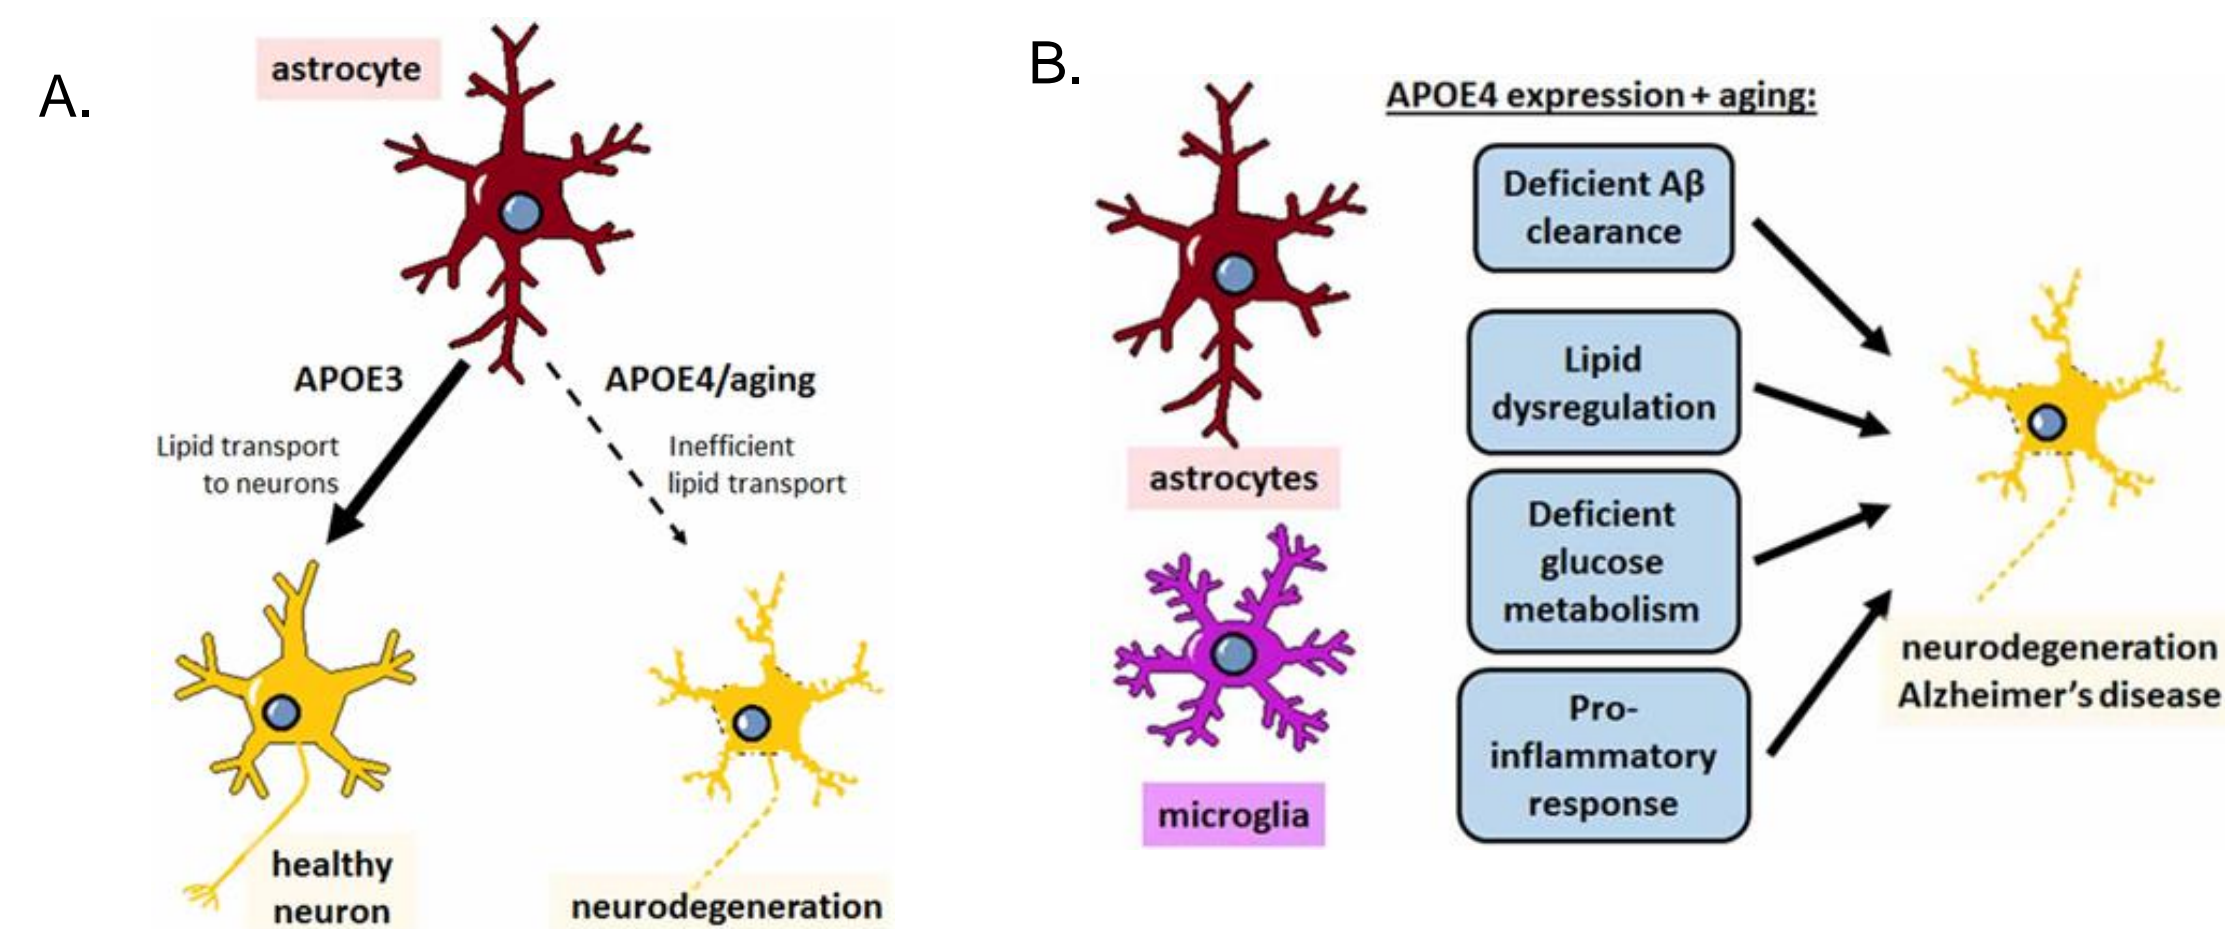 A.
astrocyte
APOE3
APOE4/aging
Lipid transport
to neurons
Inefficient
lipid transport
healthy
neuron
neurodegeneration
B.
APOE4 expression + aging:
Deficient Aβ
clearance
Lipid
dysregulation
Deficient
glucose
metabolism
Pro-
inflammatory
response
astrocytes
microglia
neurodegeneration
Alzheimer's disease